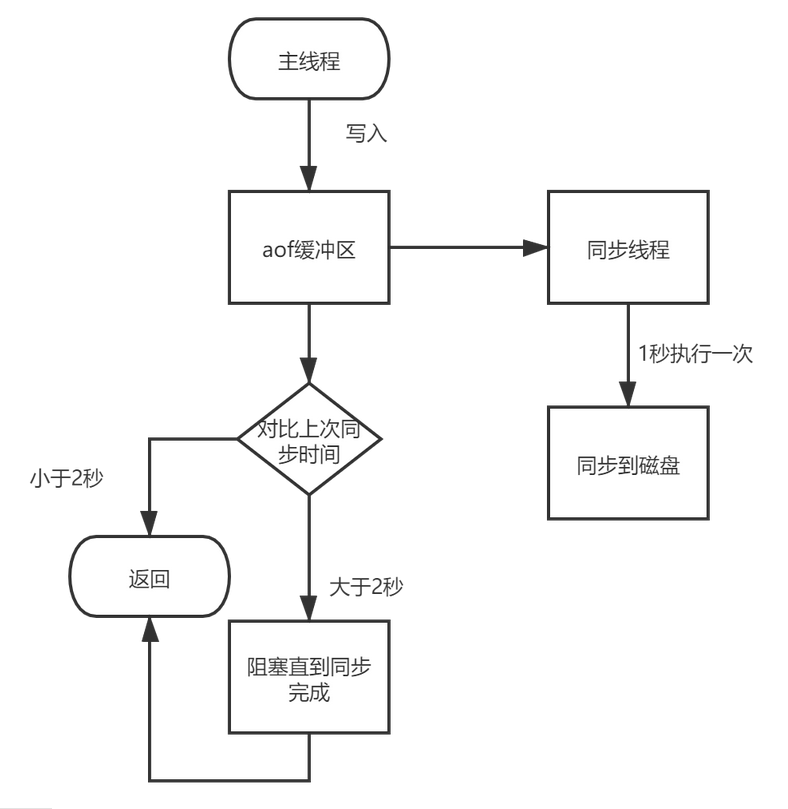 主线程
写入
aof缓冲区
同步线程
1秒执行一次
对比上次同
步时间
同步到磁盘
小于2秒
返回
大于2秒
阻塞直到同步
完成